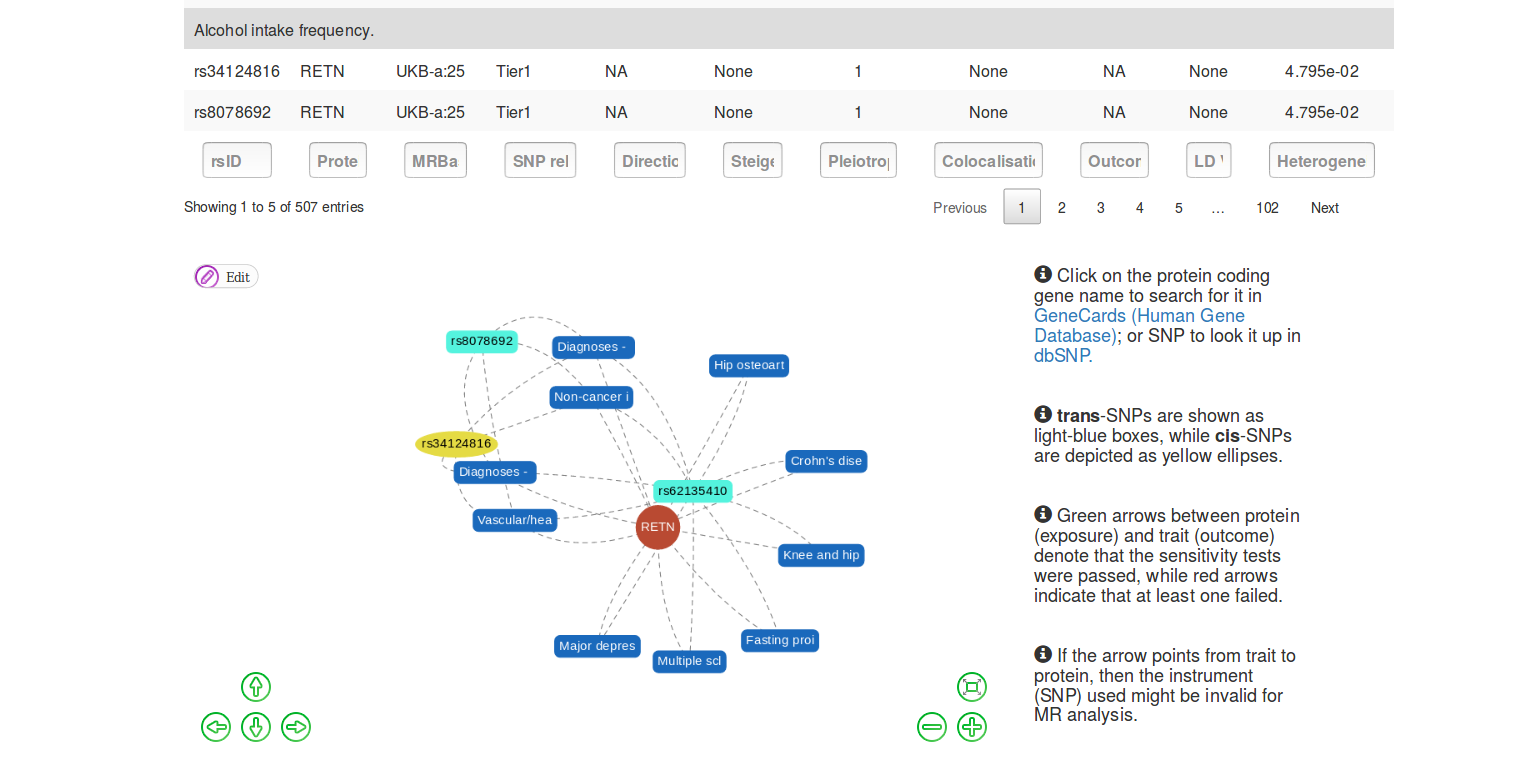 Alcohol intake frequency.
rs34124816 RETN UKB-a:25 Tier1 NA None 1 None NA None 4.795e-02
rs8078692 RETN UKB-a:25 Tier1 NA None 1 None NA None 4.795e-02
rsID Prote MRBa SNP rel Directio Steige Pleiotro Colocalisatio Outcor LD Heterogene
Showing 1 to 5 of 507 entries
Previous 1 2 3 4 5 … 102 Next
Edit
rs8078692
Diagnoses -
Hip osteoart
Non-cancer i
rs34124816
Diagnoses -
Crohn's dise
rs62135410
Vascular/hea
RETN
Knee and hip
Major depres
Fasting proi
Multiple scl
Click on the protein coding
gene name to search for it in
GeneCards (Human Gene
Database); or SNP to look it up in
dbSNP.
trans-SNPs are shown as
light-blue boxes, while cis-SNPs
are depicted as yellow ellipses.
Green arrows between protein
(exposure) and trait (outcome)
denote that the sensitivity tests
were passed, while red arrows
indicate that at least one failed.
If the arrow points from trait to
protein, then the instrument
(SNP) used might be invalid for
MR analysis.